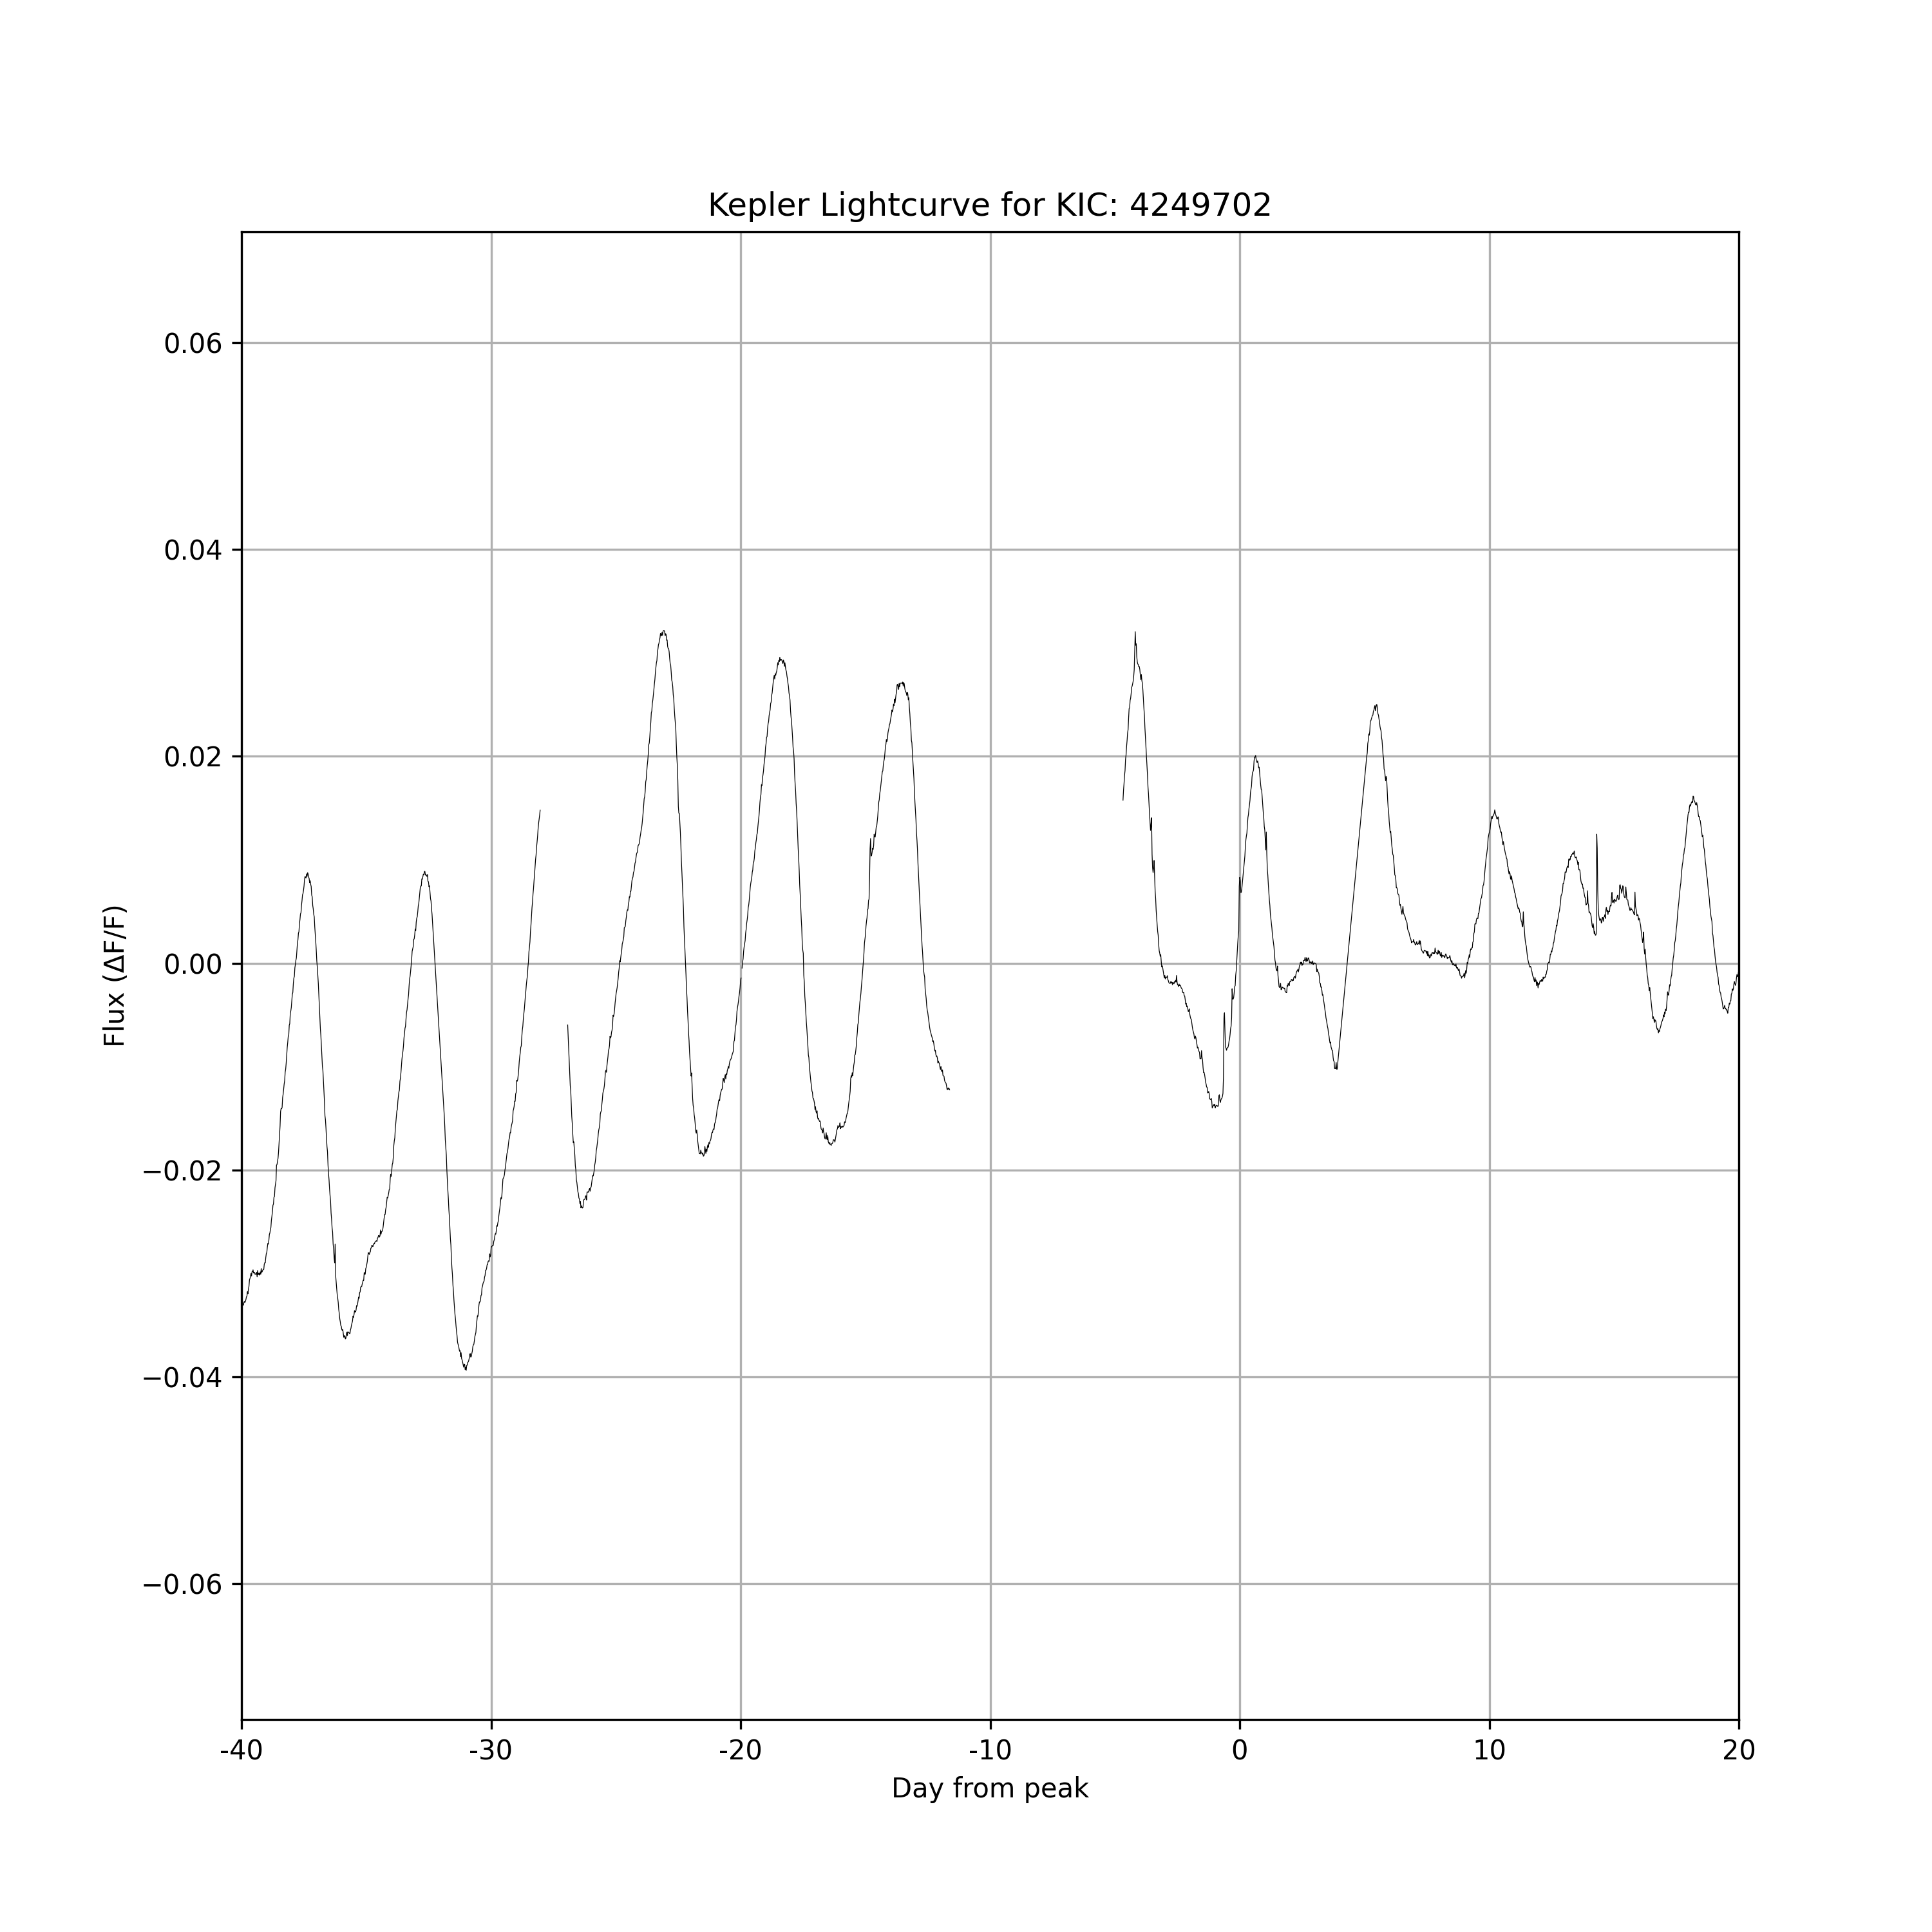 Kepler Lightcurve for KIC: 4249702
0.06
0.04
0.02
0.00
−0.02
−0.04
−0.06
Flux (ΔF/F)
-40 -30 -20 -10 0 10 20
Day from peak